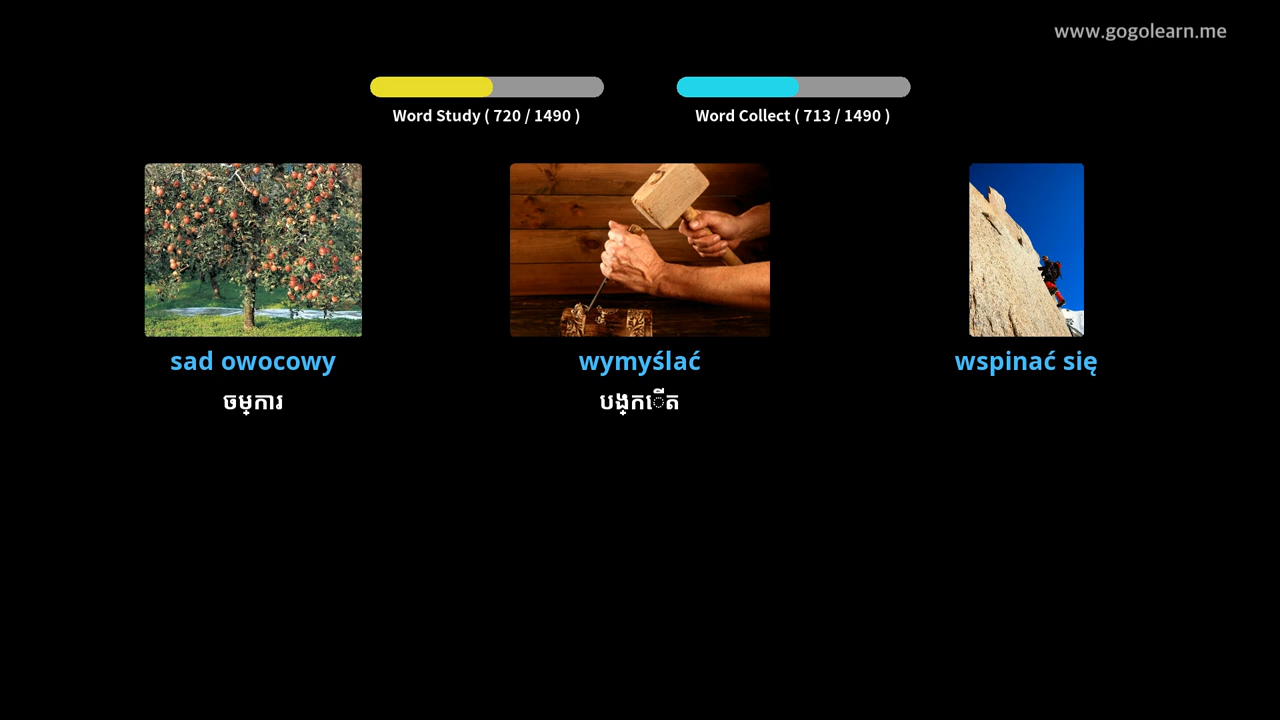 www.gogolearn.me
Word Study ( 720 / 1490 )
Word Collect ( 713 / 1490 )
sad owocowy
wymyślać
wspinać się
ចម្ការ
បង្កើត